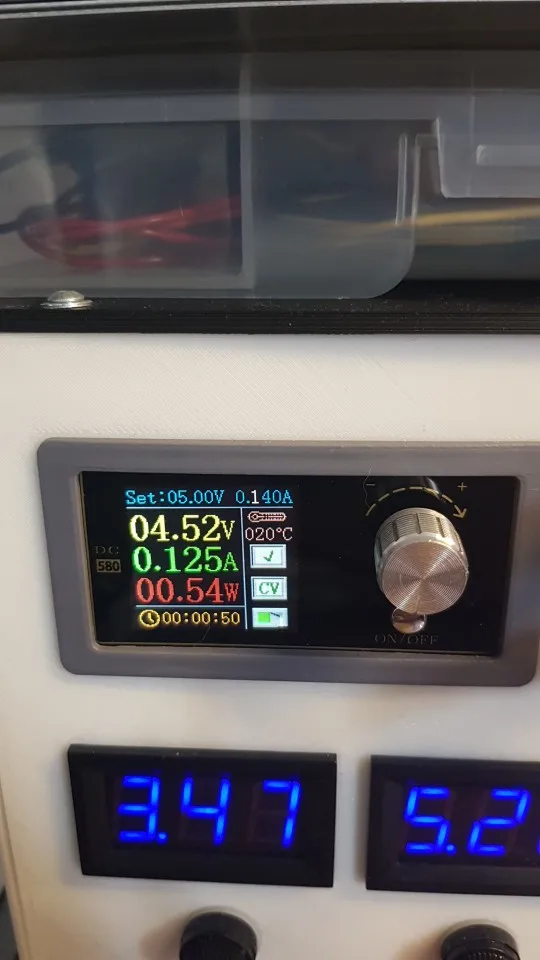 Set:05.00V 0.140A
04.52V
020°C
0.125A
✓
DC
580
00.54W
CV
00:00:50
- +
ON/OFF
3.47
5.2